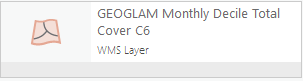 GEOGLAM Monthly Decile Total
Cover C6
WMS Layer